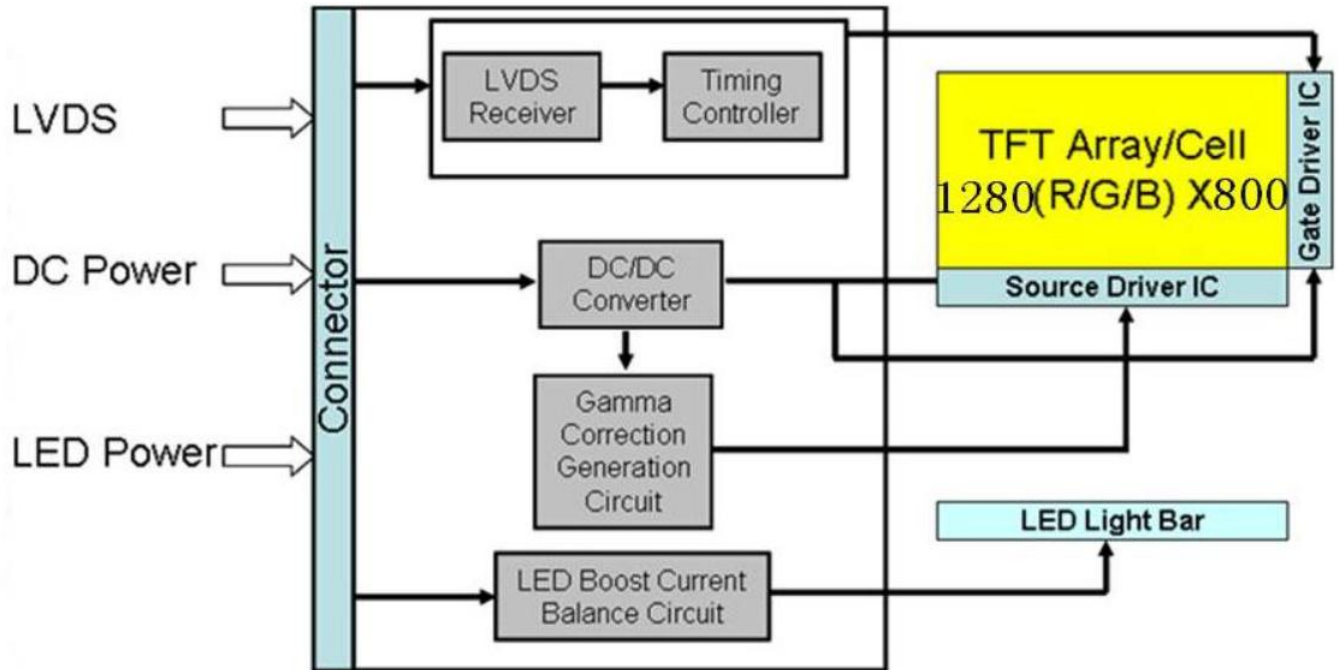 LVDS
DC Power
LED Power
Connector
LVDS
Receiver
Timing
Controller
DC/DC
Converter
Gamma
Correction
Generation
Circuit
LED Boost Current
Balance Circuit
TFT Array/Cell
1280(R/G/B) X800
Gate Driver IC
Source Driver IC
LED Light Bar